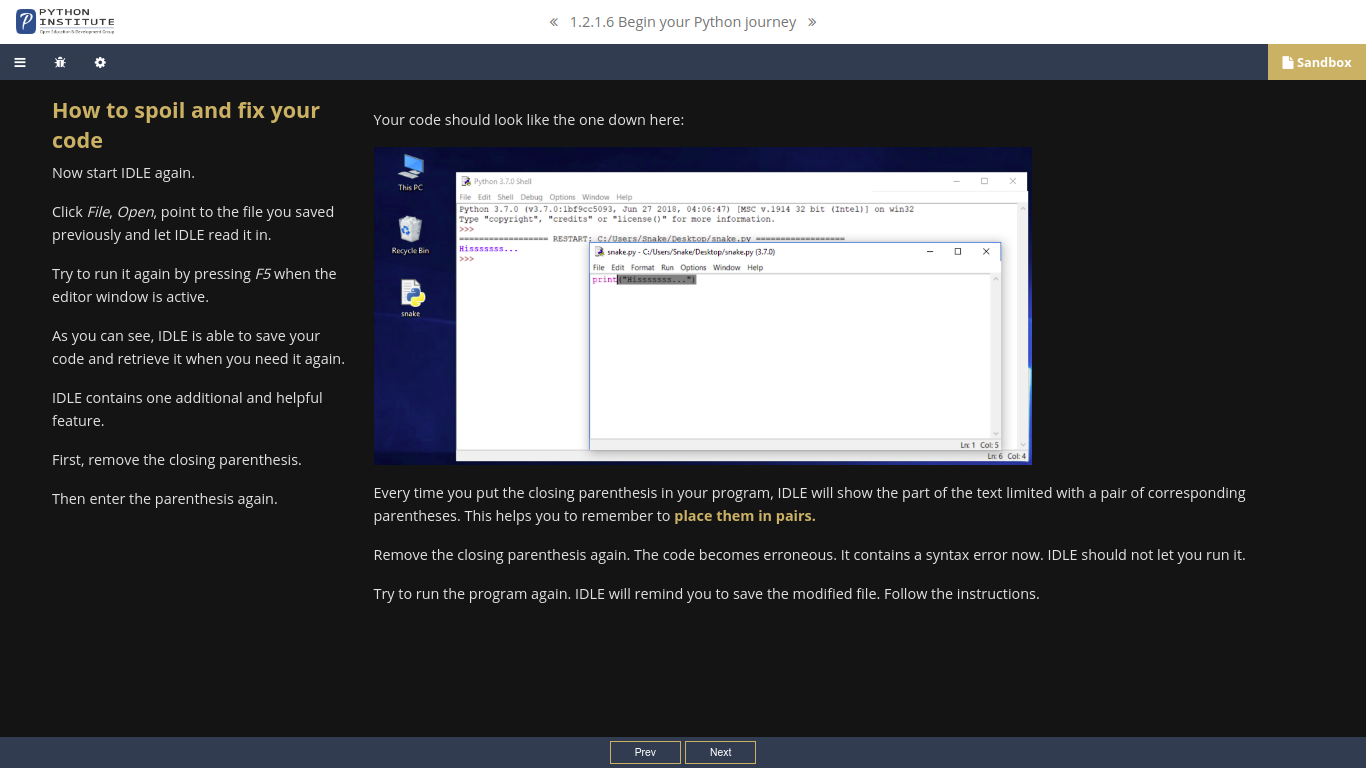 PYTHON
INSTITUTE
Open Education & Development Group
« 1.2.1.6 Begin your Python journey »
Sandbox
How to spoil and fix your
code
Now start IDLE again.
Click File, Open, point to the file you saved
previously and let IDLE read it in.
Try to run it again by pressing F5 when the
editor window is active.
As you can see, IDLE is able to save your
code and retrieve it when you need it again.
IDLE contains one additional and helpful
feature.
First, remove the closing parenthesis.
Then enter the parenthesis again.
Your code should look like the one down here:
This PC
Recycle Bin
snake
Python 3.7.0 Shell
File Edit Shell Debug Options Window Help
Python 3.7.0 (v3.7.0:1bf9cc5093, Jun 27 2018, 04:06:47) [MSC v.1914 32 bit (Intel)] on win32
Type "copyright", "credits" or "license()" for more information.
>>>
================== RESTART: C:/Users/Snake/Desktop/snake.py ==================
Hisssssss...
>>>
Ln: 6 Col: 4
snake.py - C:/Users/Snake/Desktop/snake.py (3.7.0)
File Edit Format Run Options Window Help
print("Hisssssss...")
Ln: 1 Col: 5
Every time you put the closing parenthesis in your program, IDLE will show the part of the text limited with a pair of corresponding
parentheses. This helps you to remember to place them in pairs.
Remove the closing parenthesis again. The code becomes erroneous. It contains a syntax error now. IDLE should not let you run it.
Try to run the program again. IDLE will remind you to save the modified file. Follow the instructions.
Prev
Next